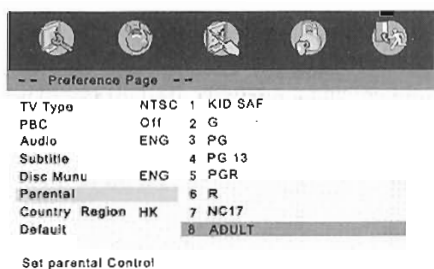 -- Preference Page --
TV Type NTSC 1 KID SAF
PBC Off 2 G
Audio ENG 3 PG
Subtitle 4 PG 13
Disc Munu ENG 5 PGR
Parental 6 R
Country Region HK 7 NC17
Default 8 ADULT
Set parental Control